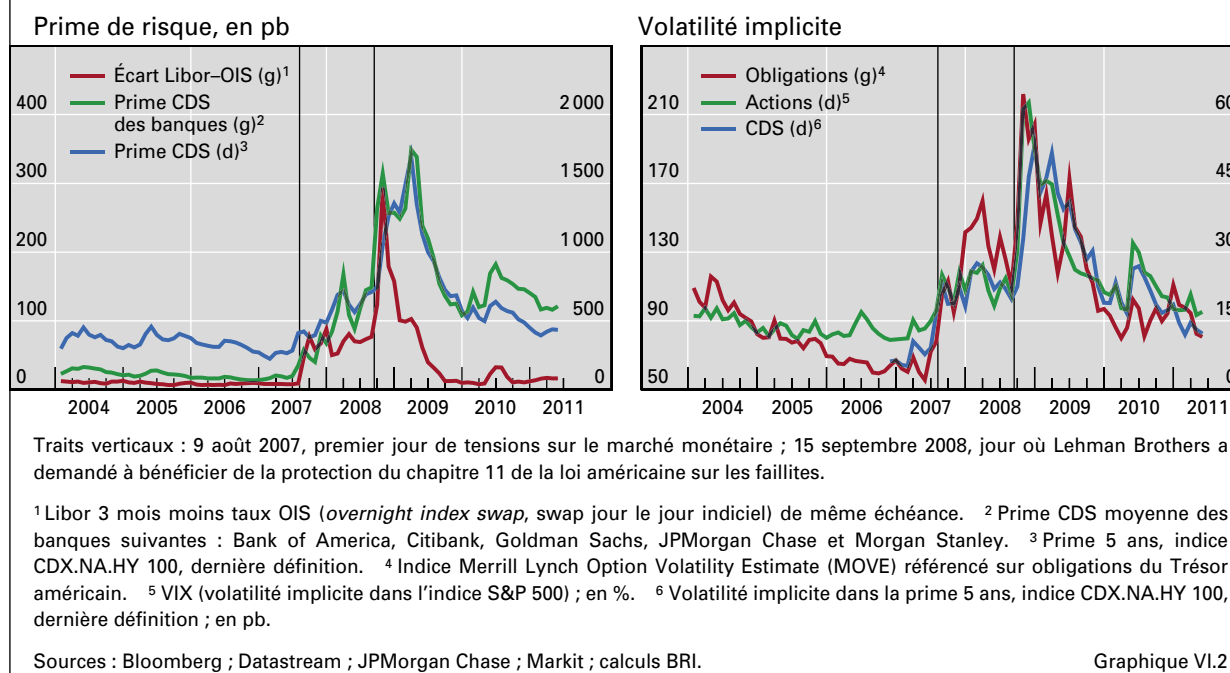 Prime de risque, en pb
Écart Libor–OIS (g)1
Prime CDS
des banques (g)2
Prime CDS (d)3
400
300
200
100
0
2 000
1 500
1 000
500
0
2004 2005 2006 2007 2008 2009 2010 2011
Volatilité implicite
Obligations (g)4
Actions (d)5
CDS (d)6
210
170
130
90
50
60
45
30
15
0
2004 2005 2006 2007 2008 2009 2010 2011
Traits verticaux : 9 août 2007, premier jour de tensions sur le marché monétaire ; 15 septembre 2008, jour où Lehman Brothers a
demandé à bénéficier de la protection du chapitre 11 de la loi américaine sur les faillites.
1 Libor 3 mois moins taux OIS (overnight index swap, swap jour le jour indiciel) de même échéance. 2 Prime CDS moyenne des
banques suivantes : Bank of America, Citibank, Goldman Sachs, JPMorgan Chase et Morgan Stanley. 3 Prime 5 ans, indice
CDX.NA.HY 100, dernière définition. 4 Indice Merrill Lynch Option Volatility Estimate (MOVE) référencé sur obligations du Trésor
américain. 5 VIX (volatilité implicite dans l'indice S&P 500) ; en %. 6 Volatilité implicite dans la prime 5 ans, indice CDX.NA.HY 100,
dernière définition ; en pb.
Sources : Bloomberg ; Datastream ; JPMorgan Chase ; Markit ; calculs BRI. Graphique VI.2